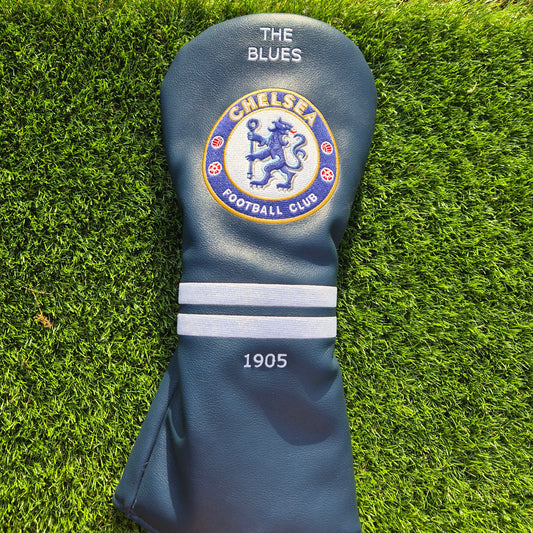 THE
BLUES
CHELSEA
FOOTBALL CLUB
1905